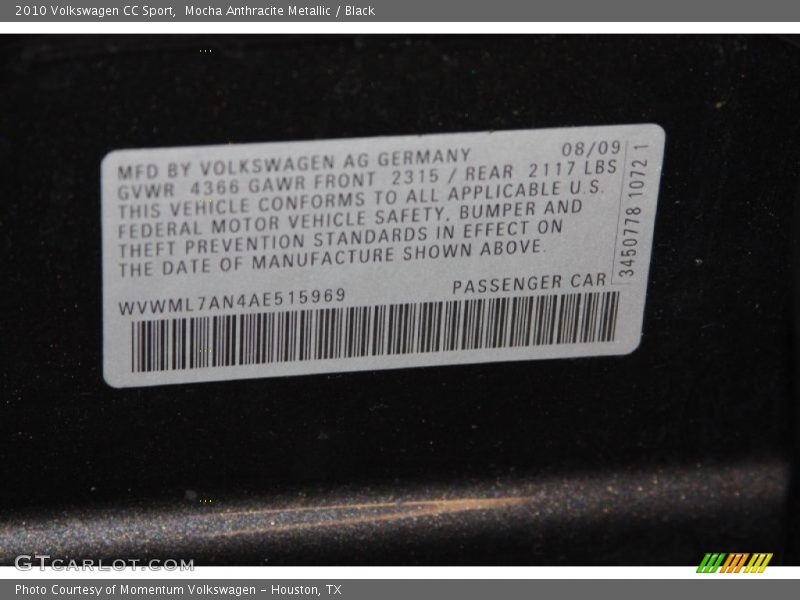 2010 Volkswagen CC Sport, Mocha Anthracite Metallic / Black
MFD BY VOLKSWAGEN AG GERMANY 08/09
GVWR 4366 GAWR FRONT 2315 / REAR 2117 LBS
THIS VEHICLE CONFORMS TO ALL APPLICABLE U.S.
FEDERAL MOTOR VEHICLE SAFETY, BUMPER AND
THEFT PREVENTION STANDARDS IN EFFECT ON
THE DATE OF MANUFACTURE SHOWN ABOVE.
WVWML7AN4AE515969 PASSENGER CAR
3450778 1072 1
GTCARLOT.COM
Photo Courtesy of Momentum Volkswagen - Houston, TX